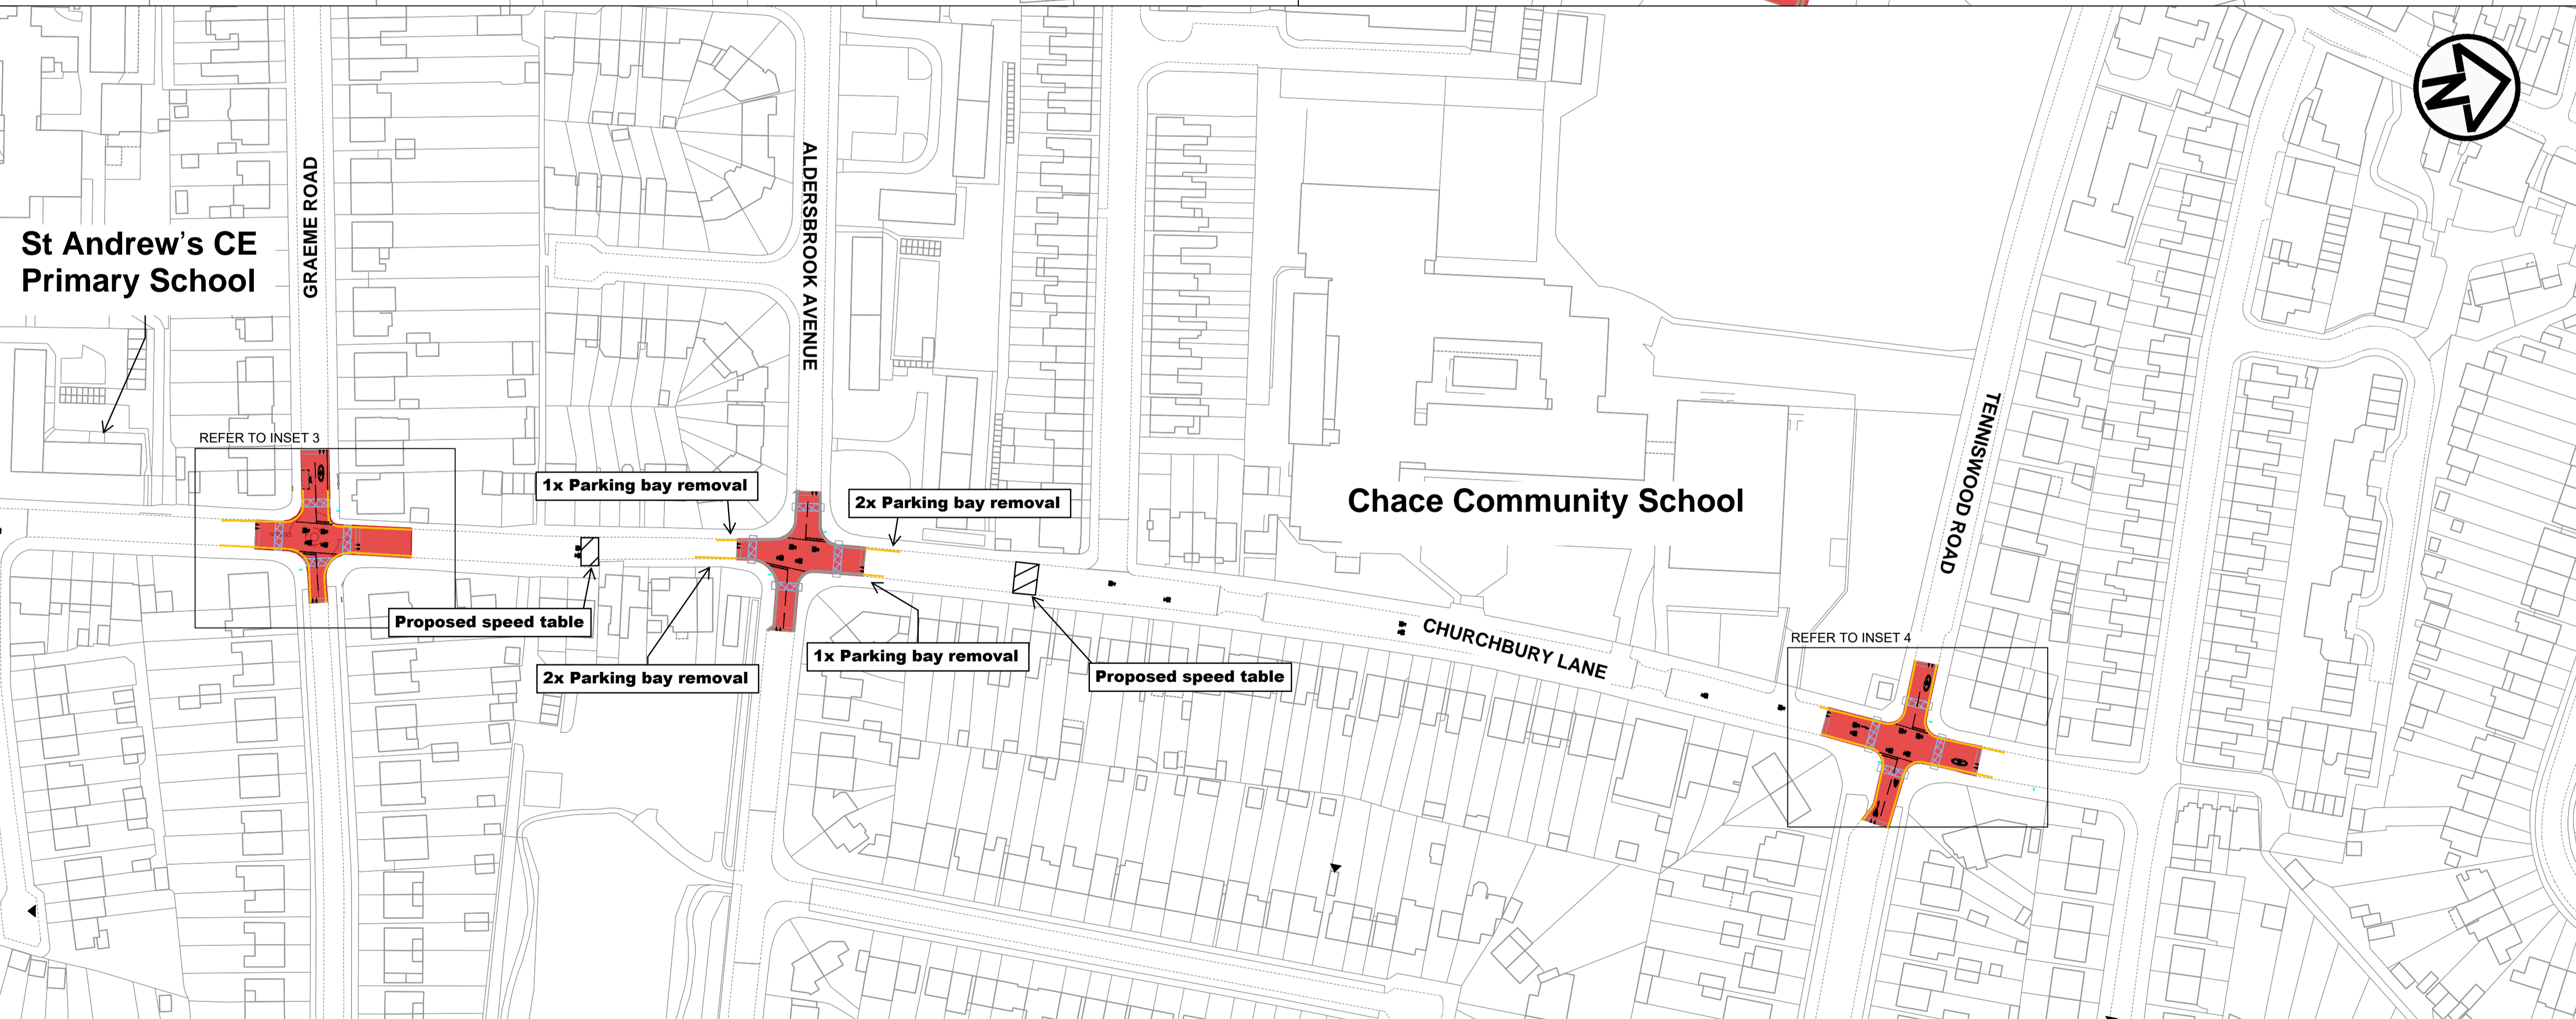 N
St Andrew's CE
Primary School
GRAEME ROAD
ALDERSBROOK AVENUE
TENNISWOOD ROAD
REFER TO INSET 3
1x Parking bay removal
2x Parking bay removal
Chace Community School
Proposed speed table
2x Parking bay removal
1x Parking bay removal
Proposed speed table
CHURCHBURY LANE
REFER TO INSET 4